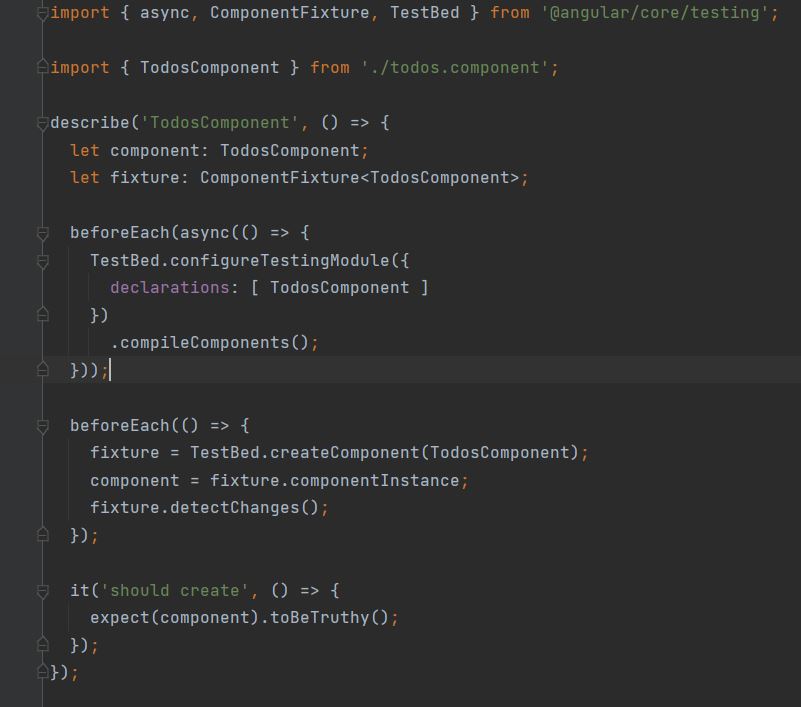 import { async, ComponentFixture, TestBed } from '@angular/core/testing';
import { TodosComponent } from './todos.component';
describe('TodosComponent', () => {
  let component: TodosComponent;
  let fixture: ComponentFixture<TodosComponent>;
  beforeEach(async(() => {
    TestBed.configureTestingModule({
      declarations: [ TodosComponent ]
    })
      .compileComponents();
  }));
  beforeEach(() => {
    fixture = TestBed.createComponent(TodosComponent);
    component = fixture.componentInstance;
    fixture.detectChanges();
  });
  it('should create', () => {
    expect(component).toBeTruthy();
  });
});